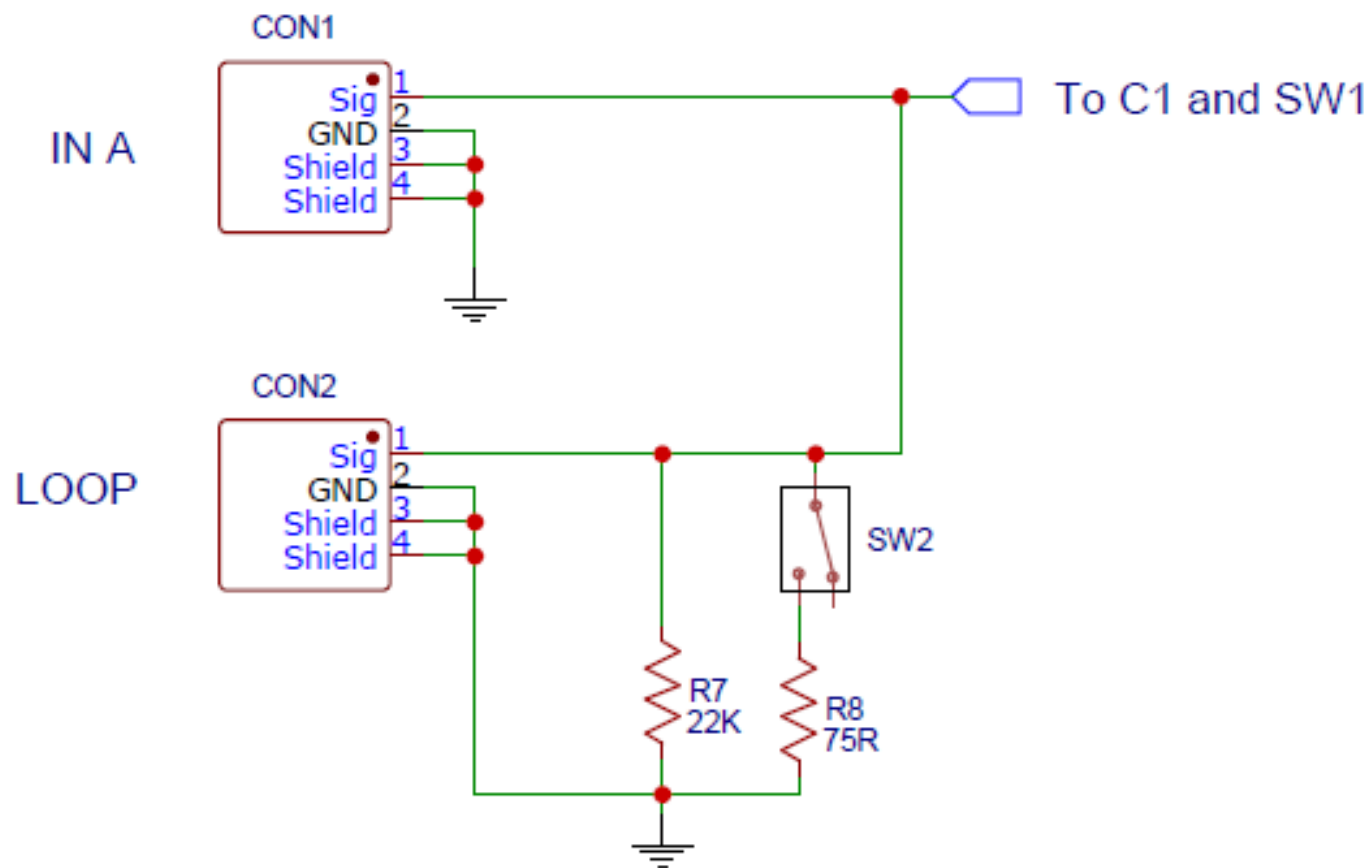 CON1
IN A
Sig 1
GND 2
Shield 3
Shield 4
To C1 and SW1
CON2
LOOP
Sig 1
GND 2
Shield 3
Shield 4
SW2
R7
22K
R8
75R